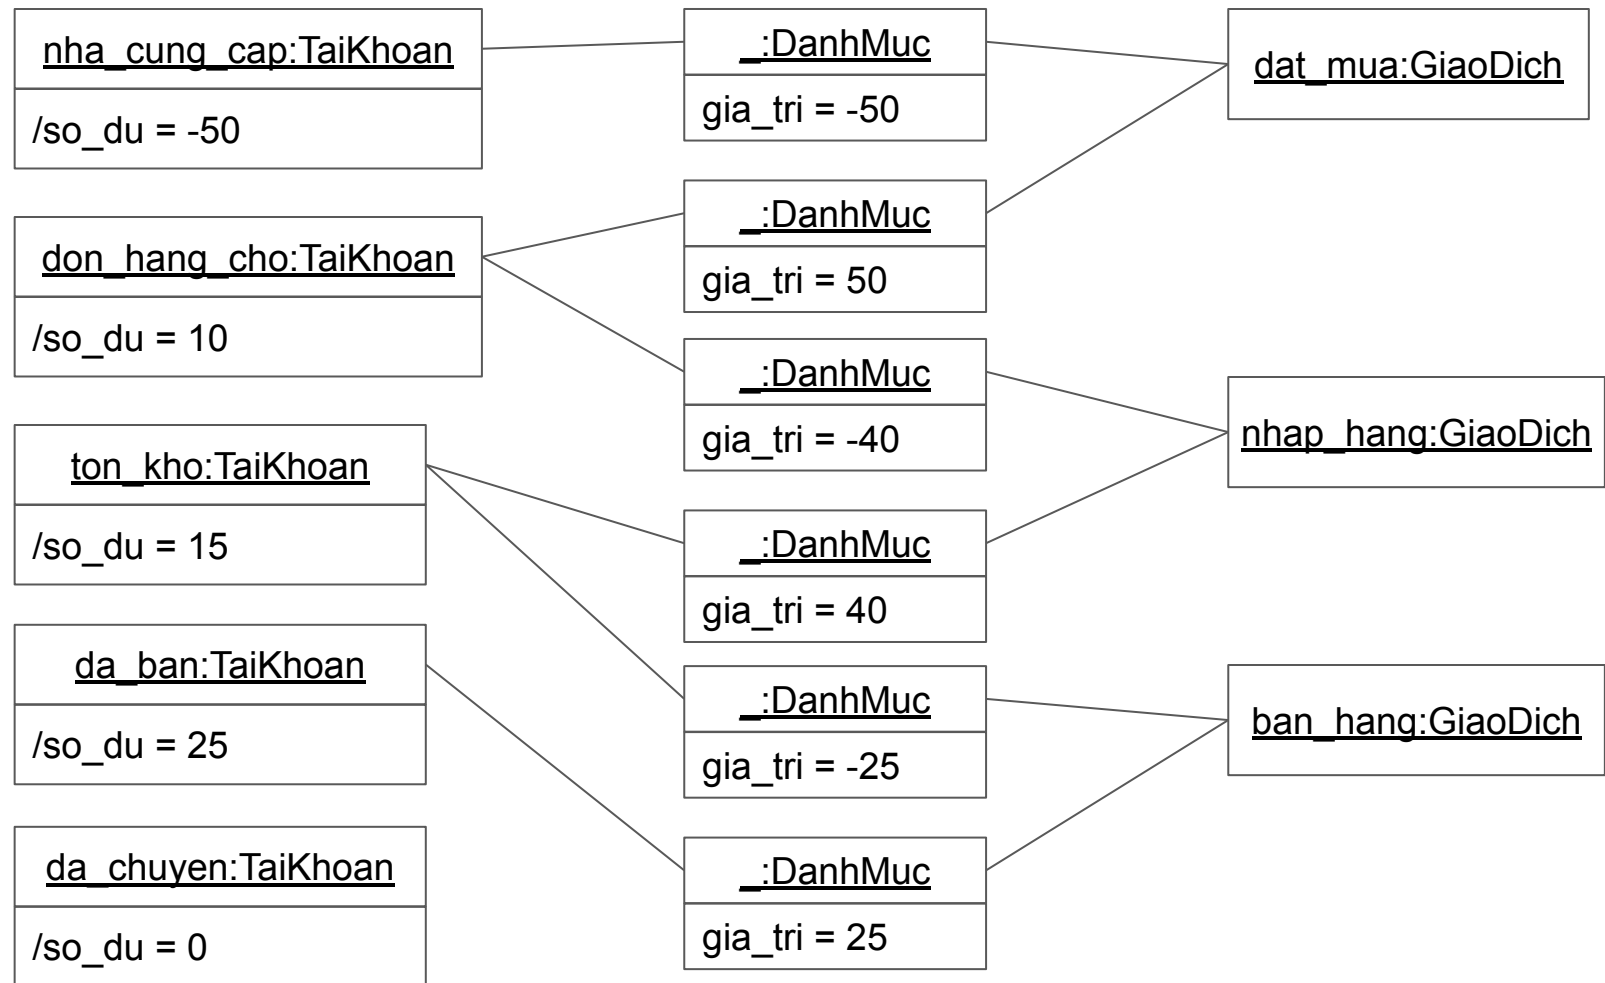 nha_cung_cap:TaiKhoan
/so_du = -50
don_hang_cho:TaiKhoan
/so_du = 10
ton_kho:TaiKhoan
/so_du = 15
da_ban:TaiKhoan
/so_du = 25
da_chuyen:TaiKhoan
/so_du = 0
_:DanhMuc
gia_tri = -50
_:DanhMuc
gia_tri = 50
_:DanhMuc
gia_tri = -40
_:DanhMuc
gia_tri = 40
_:DanhMuc
gia_tri = -25
_:DanhMuc
gia_tri = 25
dat_mua:GiaoDich
nhap_hang:GiaoDich
ban_hang:GiaoDich